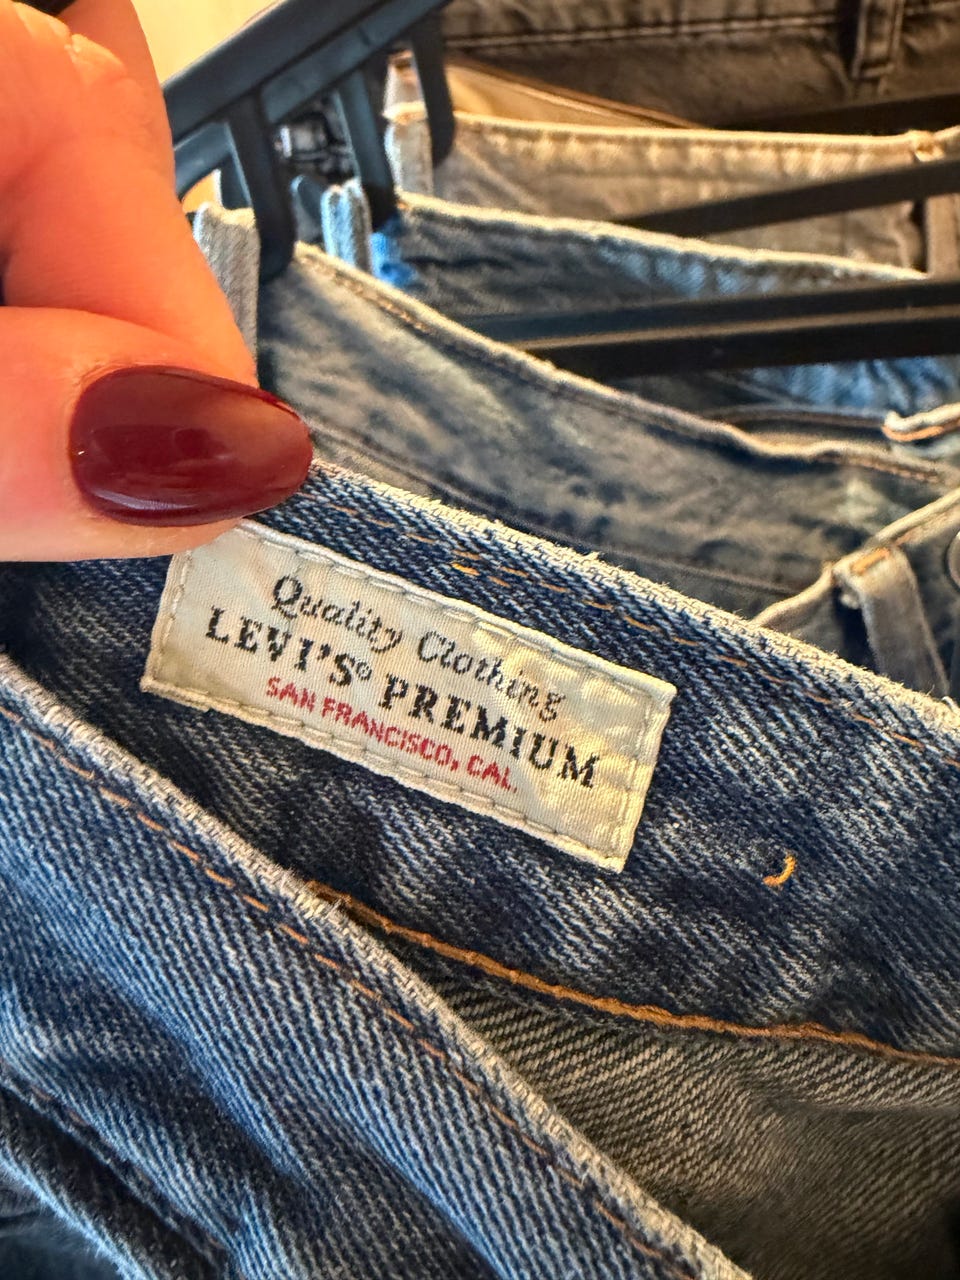 Quality Clothing
LEVI'S® PREMIUM
SAN FRANCISCO, CAL.